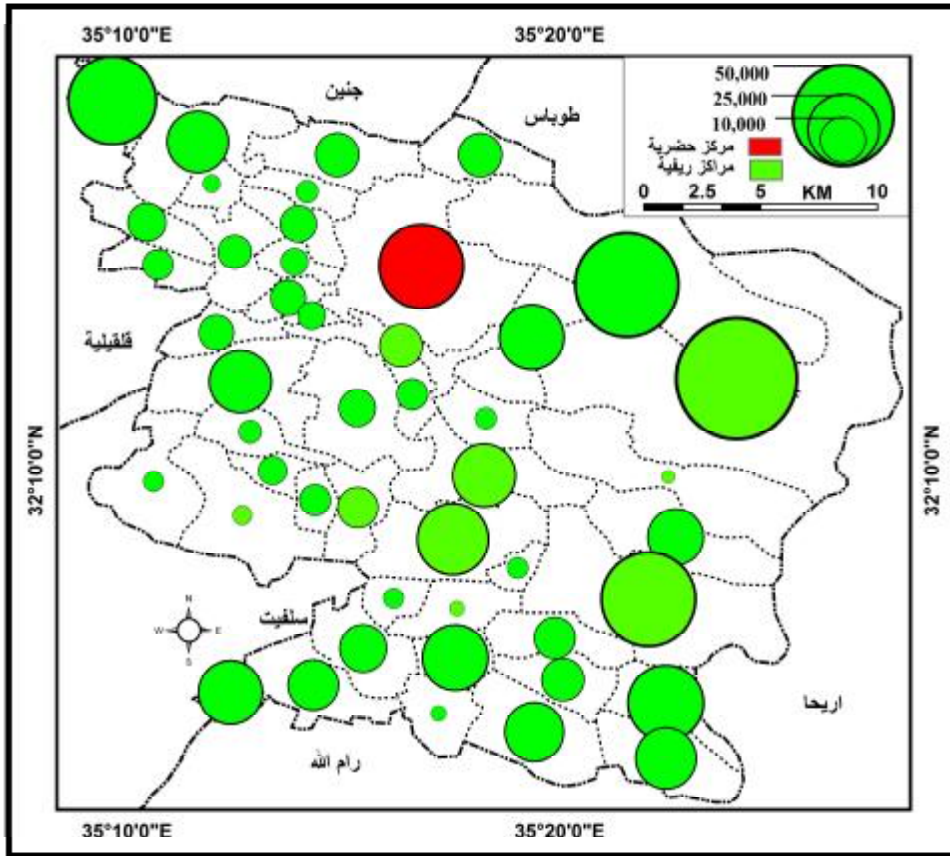 35°10'0"E 35°20'0"E
جنين
طوباس
50,000
25,000
10,000
مركز حضرية
مراكز ريفية
0 2.5 5 KM 10
قلقيلية
32°10'0"N
32°10'0"N
سلفيت
N
W E
S
اريحا
رام الله
35°10'0"E 35°20'0"E